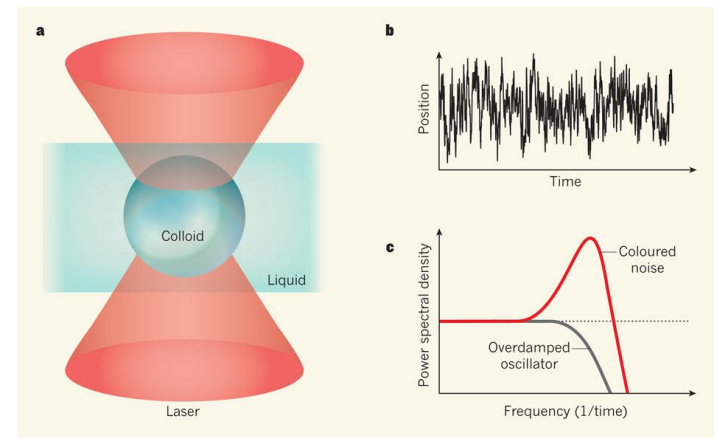 a
Colloid
Liquid
Laser
b
Position
Time
c
Power spectral density
Coloured
noise
Overdamped
oscillator
Frequency (1/time)